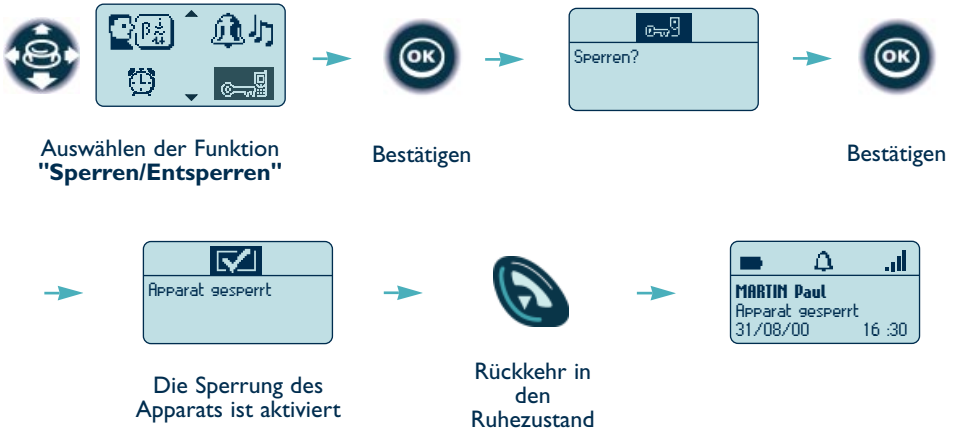 OK
Sperren?
OK
Auswählen der Funktion
"Sperren/Entsperren"
Bestätigen
Bestätigen
Apparat gesperrt
MARTIN Paul
Apparat gesperrt
31/08/00 16 :30
Die Sperrung des
Apparats ist aktiviert
Rückkehr in
den
Ruhezustand